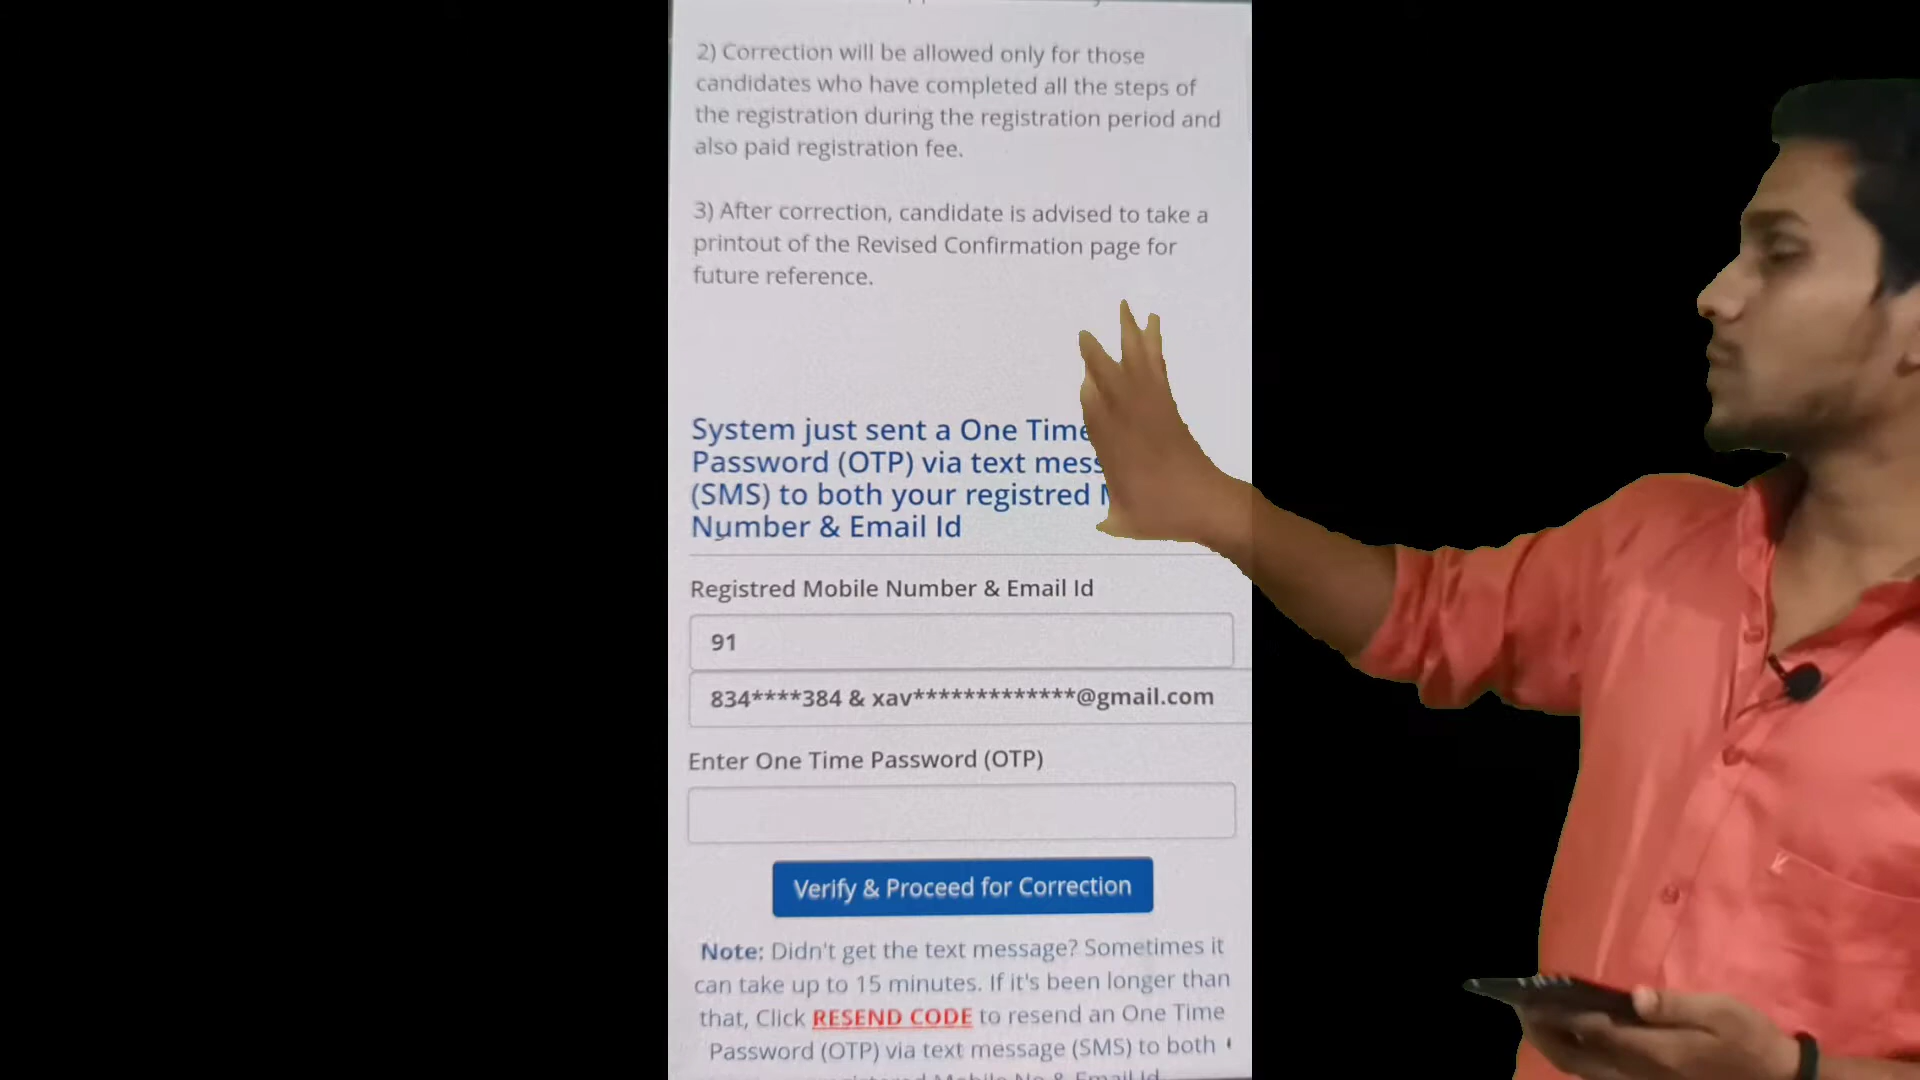 2) Correction will be allowed only for those
candidates who have completed all the steps of
the registration during the registration period and
also paid registration fee.
3) After correction, candidate is advised to take a
printout of the Revised Confirmation page for
future reference.
System just sent a One Time
Password (OTP) via text
(SMS) to both your registred
Number & Email Id
Registred Mobile Number & Email Id
91
834****384 & xav*************@gmail.com
Enter One Time Password (OTP)
Verify & Proceed for Correction
Note: Didn't get the text message? Sometimes it
can take up to 15 minutes. If it's been longer than
that, Click RESEND CODE to resend an One Time
Password (OTP) via text message (SMS) to both
Mobile No & Email Id